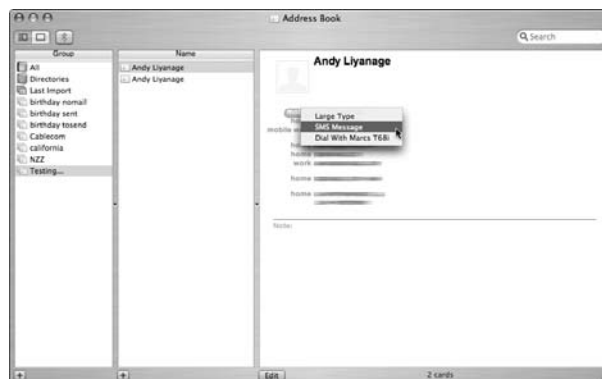 Address Book
Search
Group
All
Directories
Last Import
birthday nomail
birthday sent
birthday tosend
Cablecom
california
NZZ
Testing...
Name
Andy Liyanage
Andy Liyanage
Andy Liyanage
Large Type
SMS Message
Dial With Marcs T68i
mobile
home
work
home
home
Note:
Edit
2 cards